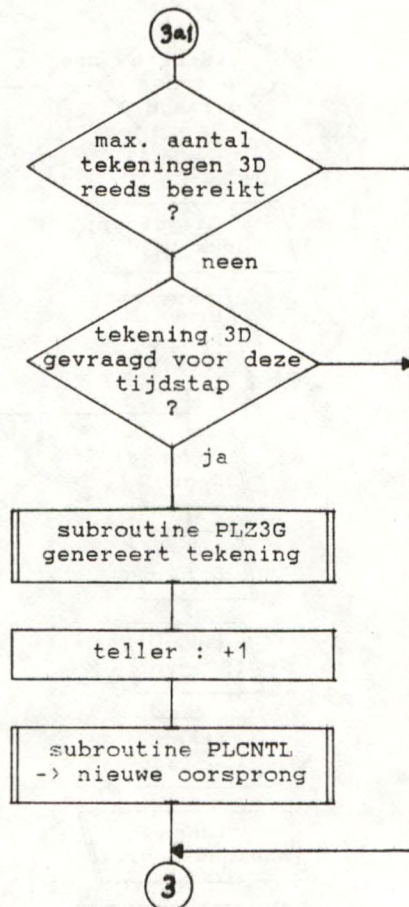 3a1
max. aantal
tekeningen 3D
reeds bereikt
?
neen
tekening 3D
gevraagd voor deze
tijdstap
?
ja
subroutine PLZ3G
genereert tekening
teller : +1
subroutine PLCNTL
-> nieuwe oorsprong
3